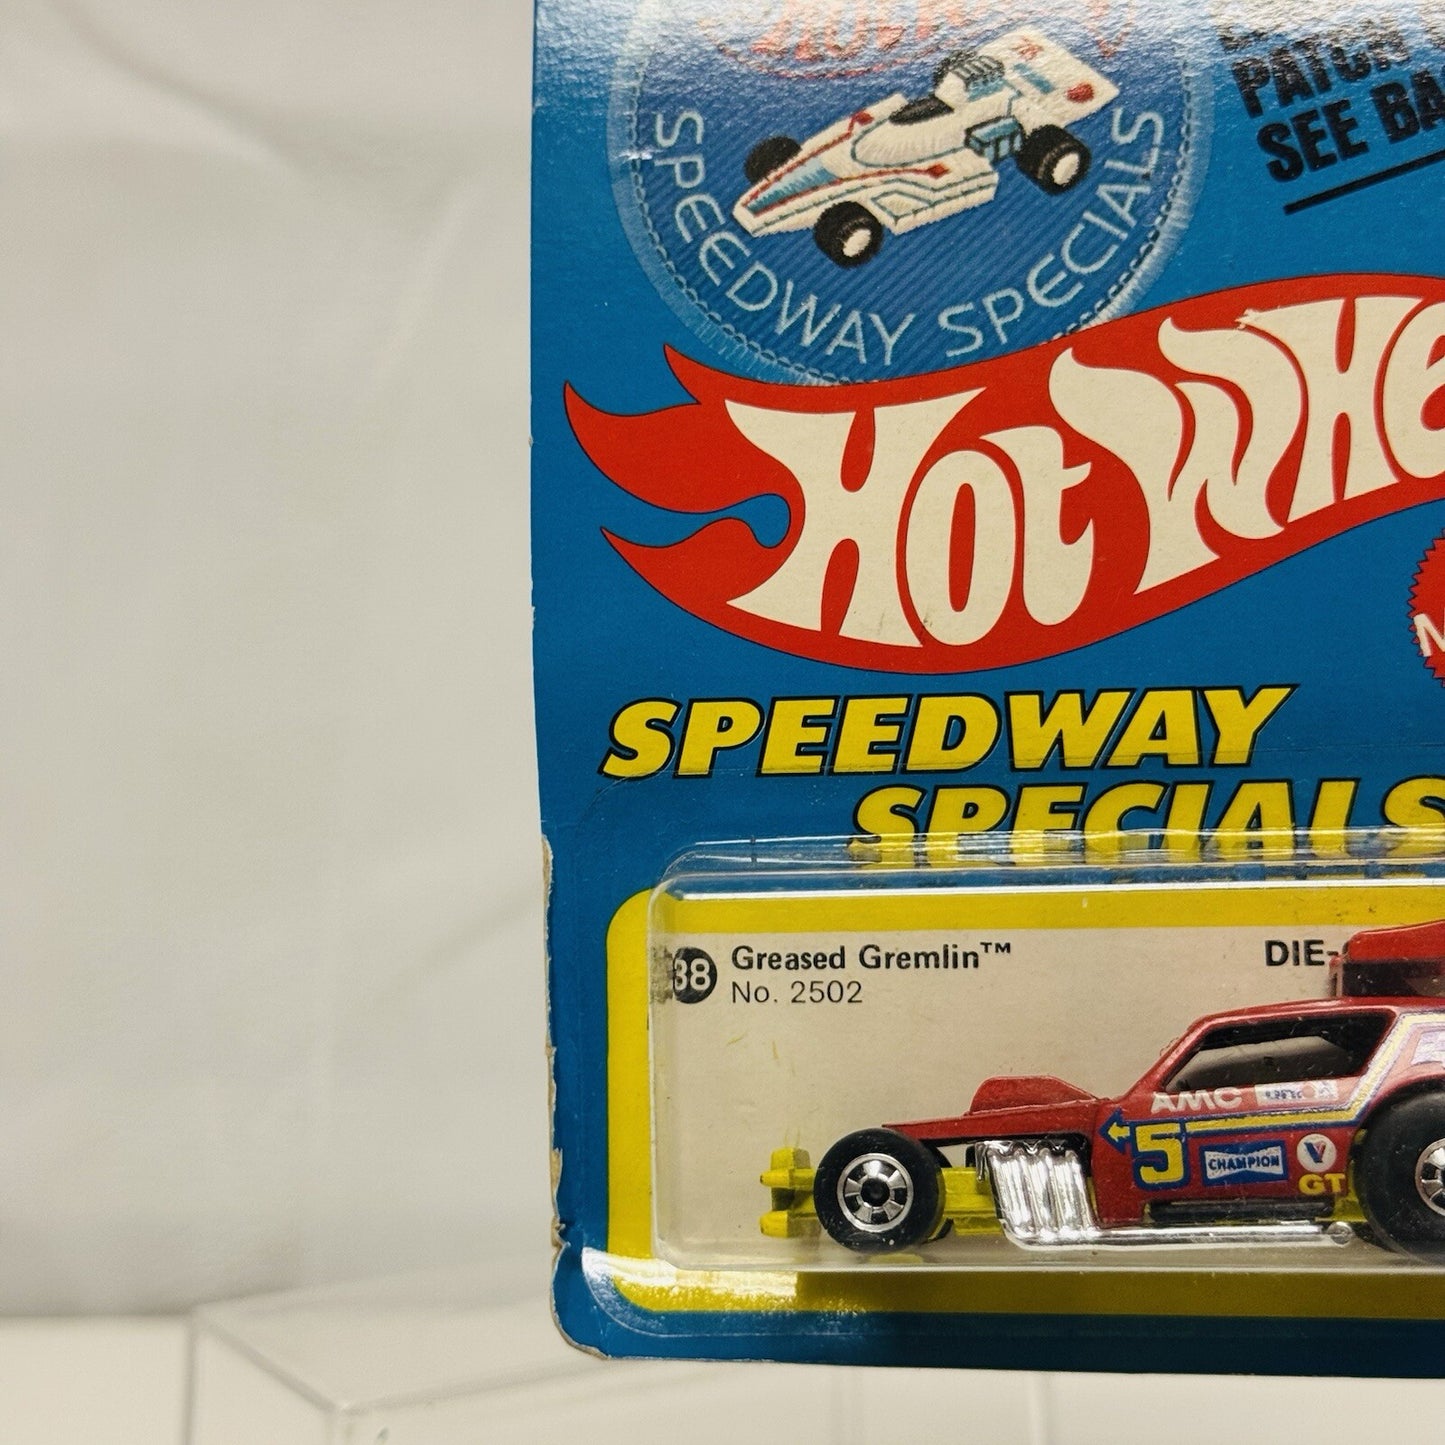 PATCH
SEE BA
SPEEDWAY SPECIALS
HOT WHE
SPEEDWAY
SPECIALS
38 Greased Gremlin™ DIE-
No. 2502
AMC
5 CHAMPION V
GT